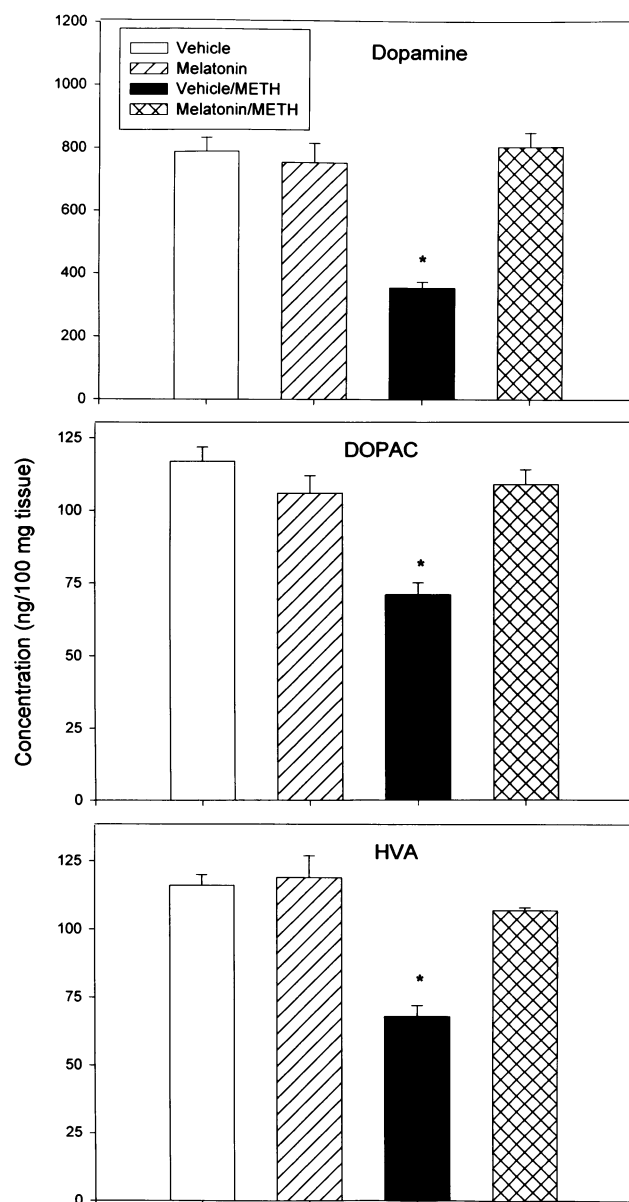 1200
1000
800
600
400
200
0
Vehicle
Melatonin
Vehicle/METH
Melatonin/METH
Dopamine
*
Concentration (ng/100 mg tissue)
125
100
75
50
25
0
DOPAC
*
125
100
75
50
25
0
HVA
*